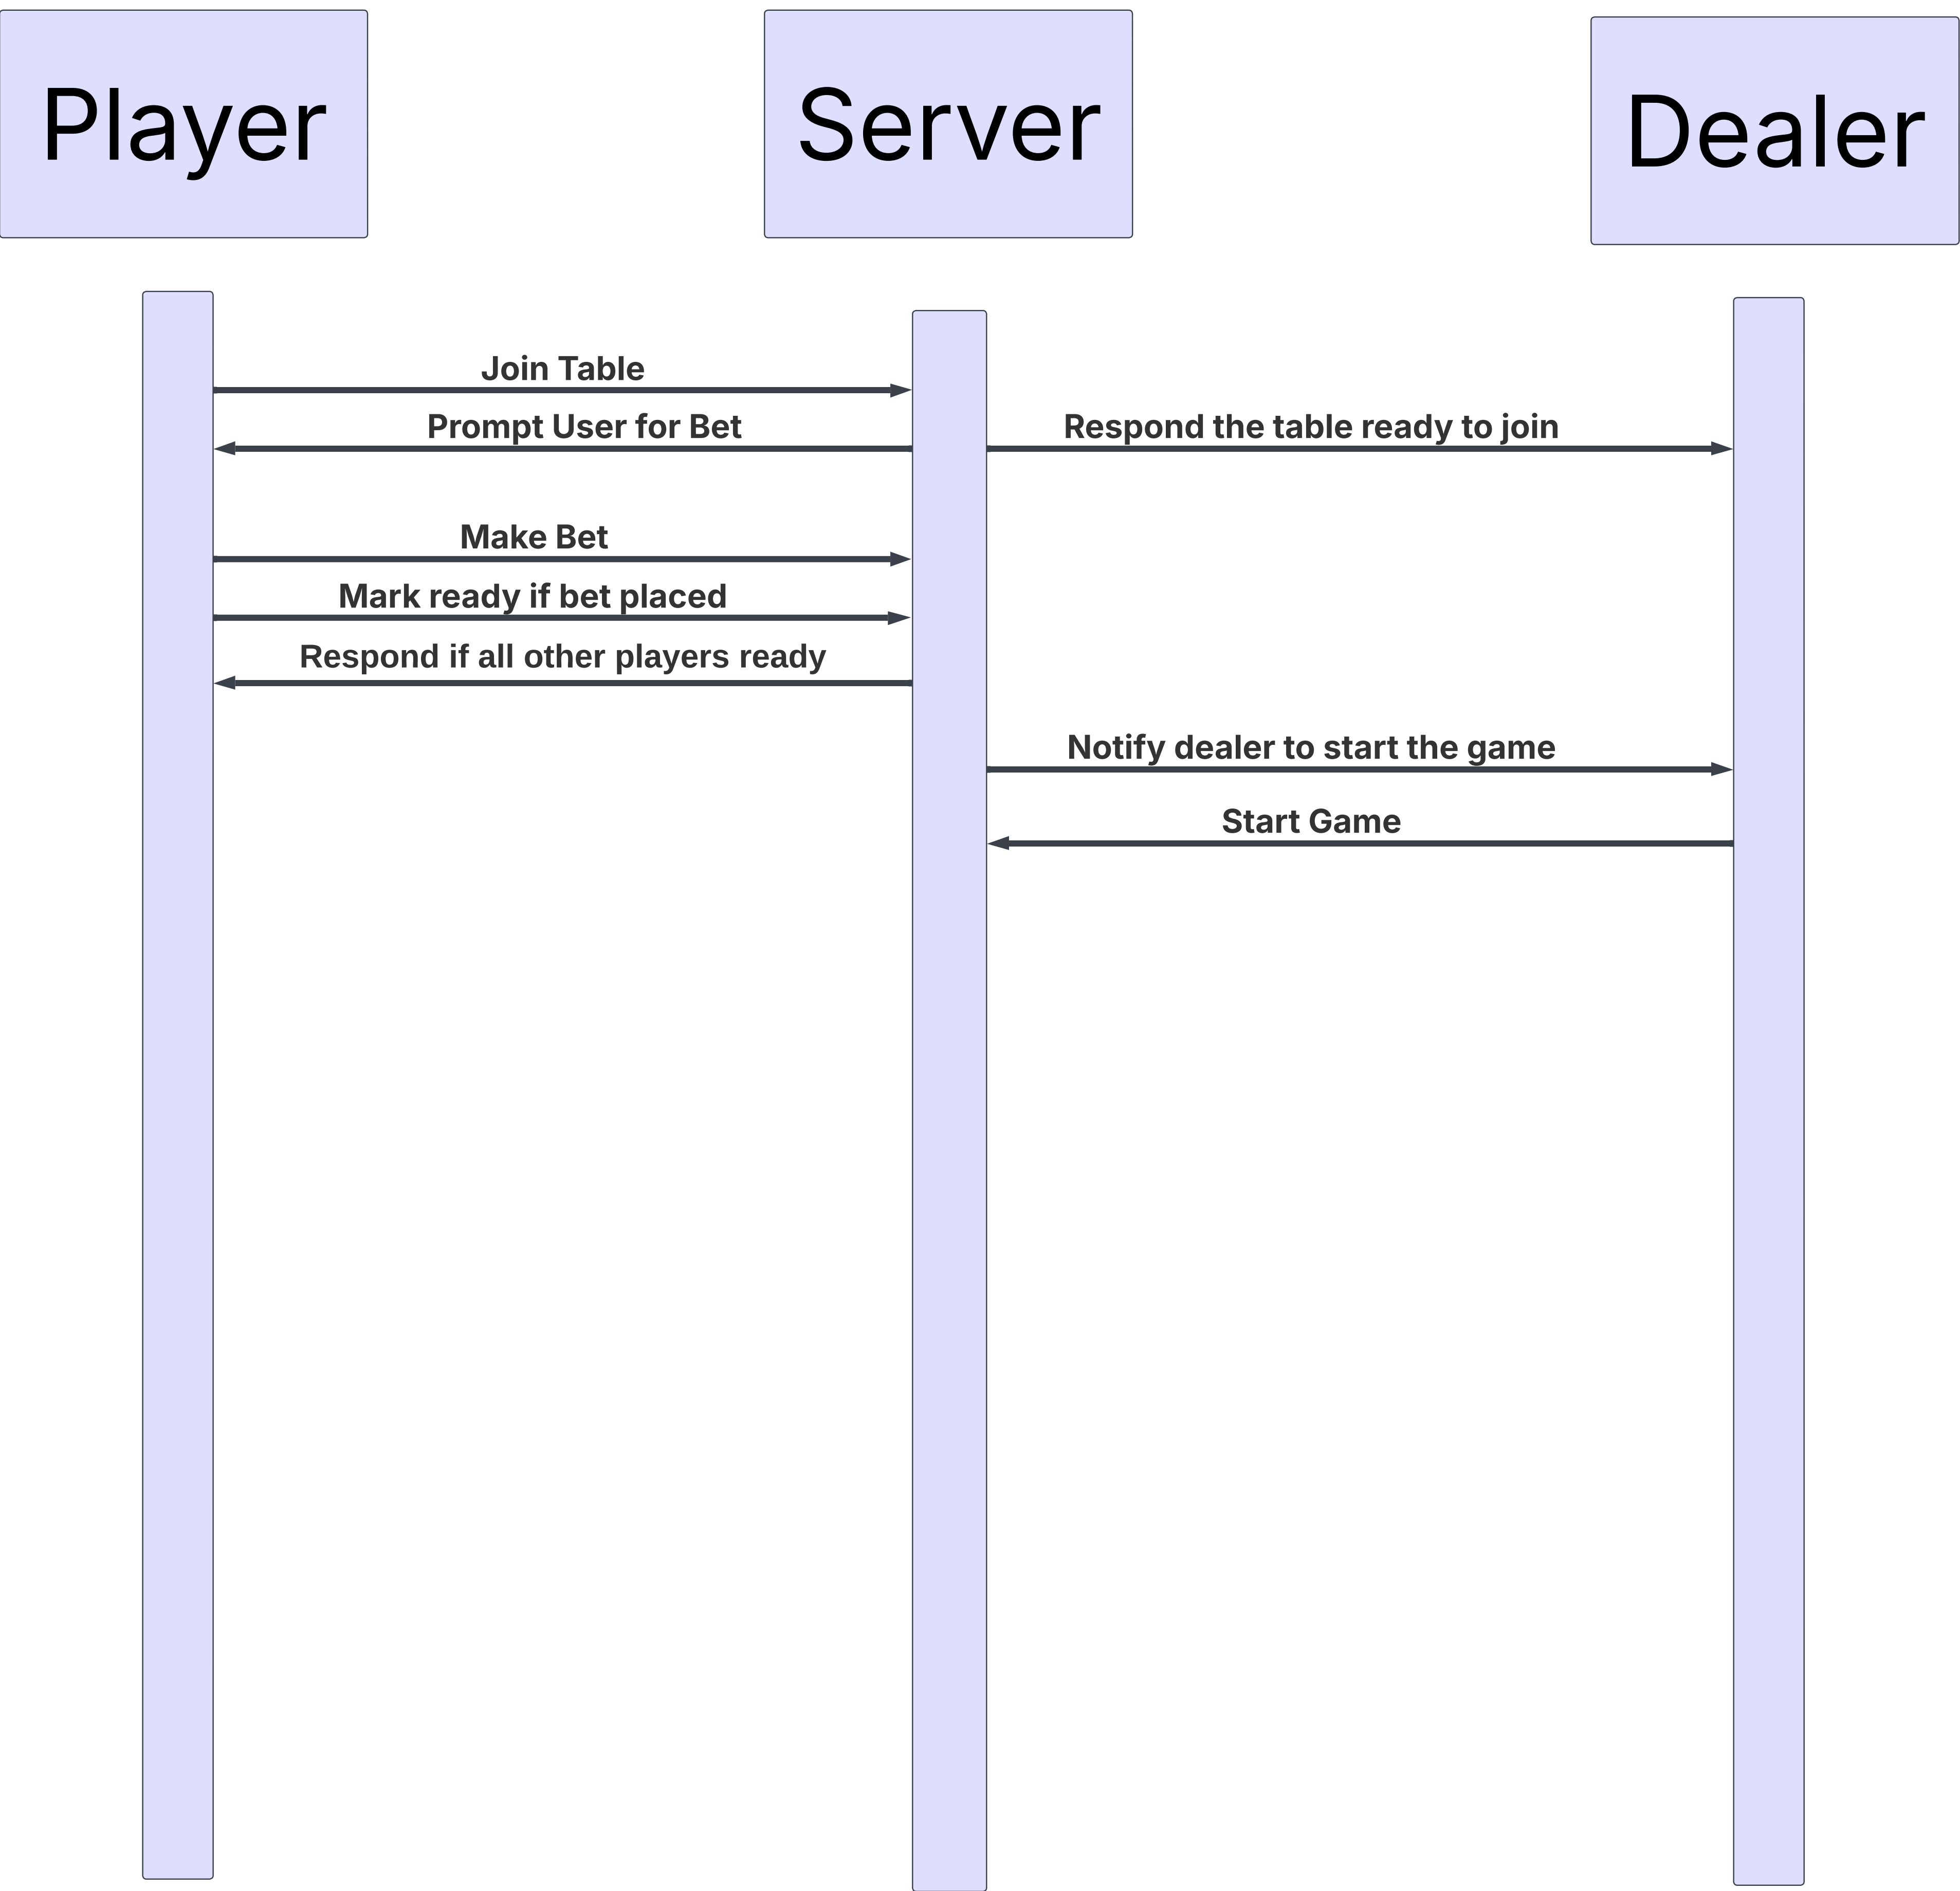 Player
Server
Dealer
Join Table
Prompt User for Bet
Respond the table ready to join
Make Bet
Mark ready if bet placed
Respond if all other players ready
Notify dealer to start the game
Start Game